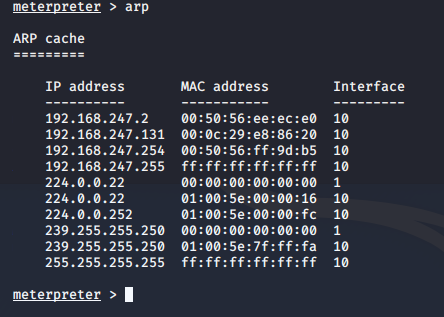 meterpreter > arp
ARP cache
=========
IP address MAC address Interface
---------- ----------- ---------
192.168.247.2 00:50:56:ee:ec:e0 10
192.168.247.131 00:0c:29:e8:86:20 10
192.168.247.254 00:50:56:ff:9d:b5 10
192.168.247.255 ff:ff:ff:ff:ff:ff 10
224.0.0.22 00:00:00:00:00:00 1
224.0.0.22 01:00:5e:00:00:16 10
224.0.0.252 01:00:5e:00:00:fc 10
239.255.255.250 00:00:00:00:00:00 1
239.255.255.250 01:00:5e:7f:ff:fa 10
255.255.255.255 ff:ff:ff:ff:ff:ff 10
meterpreter >